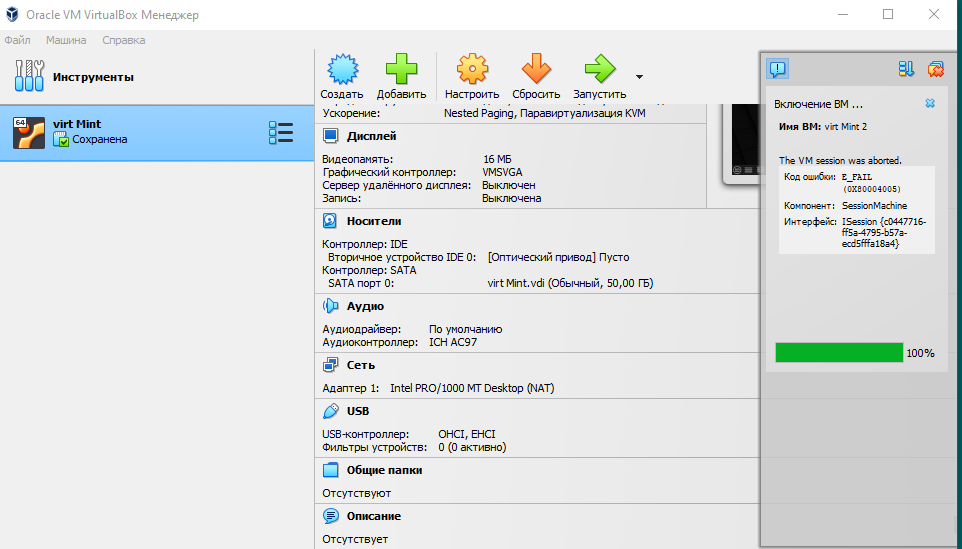 Oracle VM VirtualBox Менеджер
Файл Машина Справка
Инструменты
Создать Добавить Настроить Сбросить Запустить
64
virt Mint
Сохранена
Ускорение: Nested Paging, Паравиртуализация KVM
Дисплей
Видеопамять: 16 МБ
Графический контроллер: VMSVGA
Сервер удалённого дисплея: Выключен
Запись: Выключена
Носители
Контроллер: IDE
Вторичное устройство IDE 0: [Оптический привод] Пусто
Контроллер: SATA
SATA порт 0: virt Mint.vdi (Обычный, 50,00 ГБ)
Аудио
Аудиодрайвер: По умолчанию
Аудиоконтроллер: ICH AC97
Сеть
Адаптер 1: Intel PRO/1000 MT Desktop (NAT)
USB
USB-контроллер: OHCI, EHCI
Фильтры устройств: 0 (0 активно)
Общие папки
Отсутствуют
Описание
Отсутствует
Включение ВМ ...
Имя ВМ: virt Mint 2
The VM session was aborted.
Код ошибки: E_FAIL
(0X80004005)
Компонент: SessionMachine
Интерфейс: ISession {c0447716-
ff5a-4795-b57a-
ecd5fffa18a4}
100%